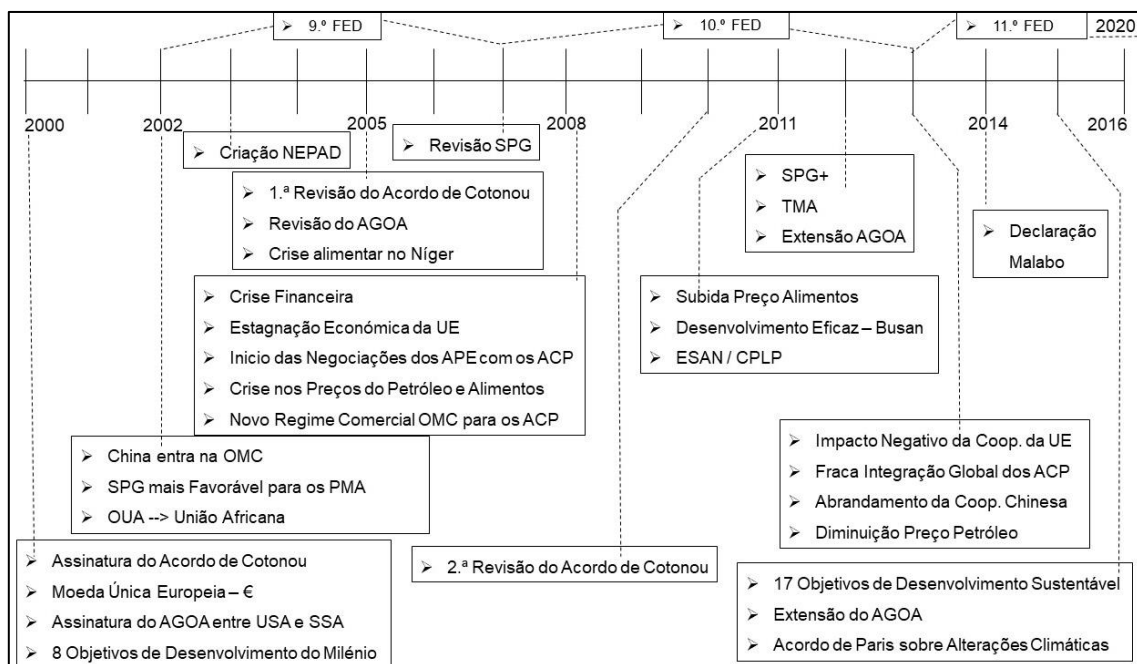 ➢ 9.º FED
➢ 10.º FED
➢ 11.º FED
2020
2000
2002
2005
2008
2011
2014
2016
➢ Criação NEPAD
➢ Revisão SPG
➢ 1.ª Revisão do Acordo de Cotonou
➢ Revisão do AGOA
➢ Crise alimentar no Níger
➢ SPG+
➢ TMA
➢ Extensão AGOA
➢ Declaração
Malabo
➢ Crise Financeira
➢ Estagnação Económica da UE
➢ Inicio das Negociações dos APE com os ACP
➢ Crise nos Preços do Petróleo e Alimentos
➢ Novo Regime Comercial OMC para os ACP
➢ Subida Preço Alimentos
➢ Desenvolvimento Eficaz – Busan
➢ ESAN / CPLP
➢ China entra na OMC
➢ SPG mais Favorável para os PMA
➢ OUA --> União Africana
➢ Impacto Negativo da Coop. da UE
➢ Fraca Integração Global dos ACP
➢ Abrandamento da Coop. Chinesa
➢ Diminuição Preço Petróleo
➢ Assinatura do Acordo de Cotonou
➢ Moeda Única Europeia – €
➢ Assinatura do AGOA entre USA e SSA
➢ 8 Objetivos de Desenvolvimento do Milénio
➢ 2.ª Revisão do Acordo de Cotonou
➢ 17 Objetivos de Desenvolvimento Sustentável
➢ Extensão do AGOA
➢ Acordo de Paris sobre Alterações Climáticas